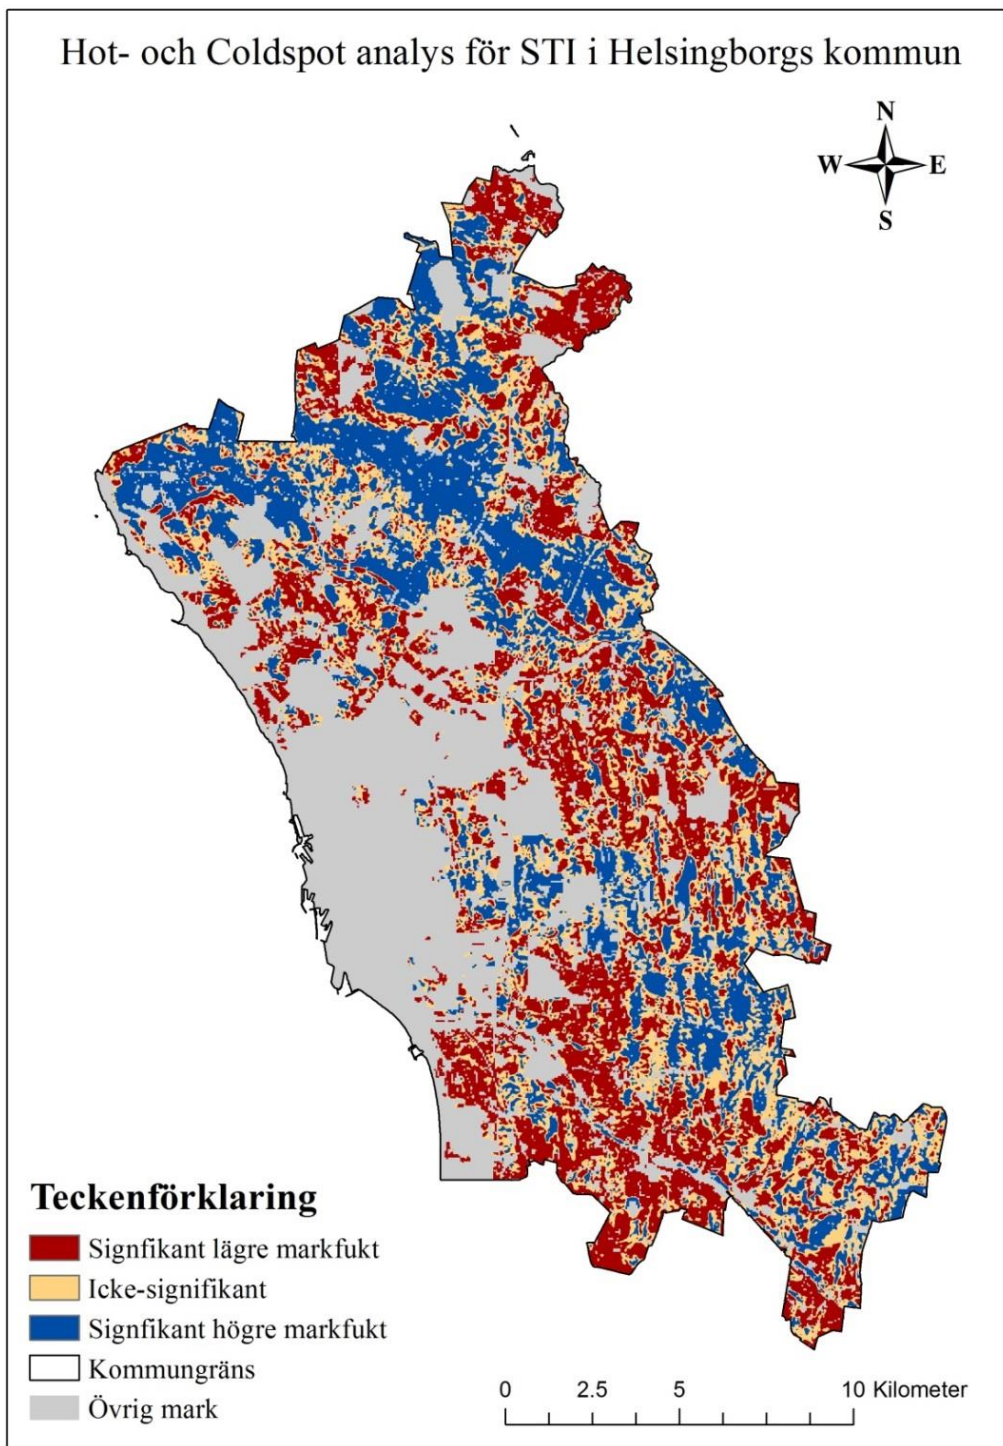 Hot- och Coldspot analys för STI i Helsingborgs kommun
N
W E
S
Teckenförklaring
Signfikant lägre markfukt
Icke-signifikant
Signfikant högre markfukt
Kommungräns
Övrig mark
0 2.5 5 10 Kilometer